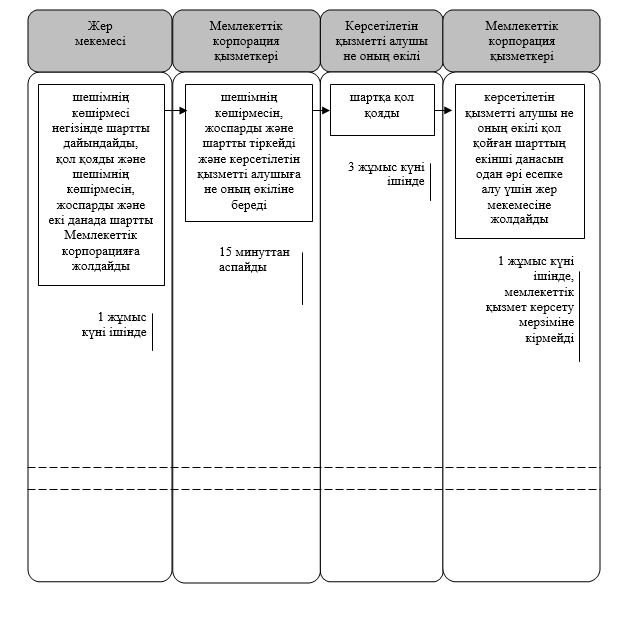 Жер
мекемесі
Мемлекеттік
корпорация
қызметкері
Көрсетілетін
қызметті алушы
не оның өкілі
Мемлекеттік
корпорация
қызметкері
шешімнің
көшірмесі
негізінде шартты
дайындайды,
қол қояды және
шешімнің
көшірмесін,
жоспарды және
екі данада шартты
Мемлекеттік
корпорацияға
жолдайды
1 жұмыс
күні ішінде
шешімнің
көшірмесін,
жоспарды және
шартты тіркейді
және көрсетілетін
қызметті алушыға
не оның өкіліне
береді
15 минуттан
аспайды
шартқа қол
қояды
3 жұмыс күні
ішінде
көрсетілетін
қызметті алушы не
оның өкілі қол
қойған шарттың
екінші данасын
одан әрі есепке
алу үшін жер
мекемесіне
жолдайды
1 жұмыс күні
ішінде,
мемлекеттік
қызмет көрсету
мерзіміне
кірмейді